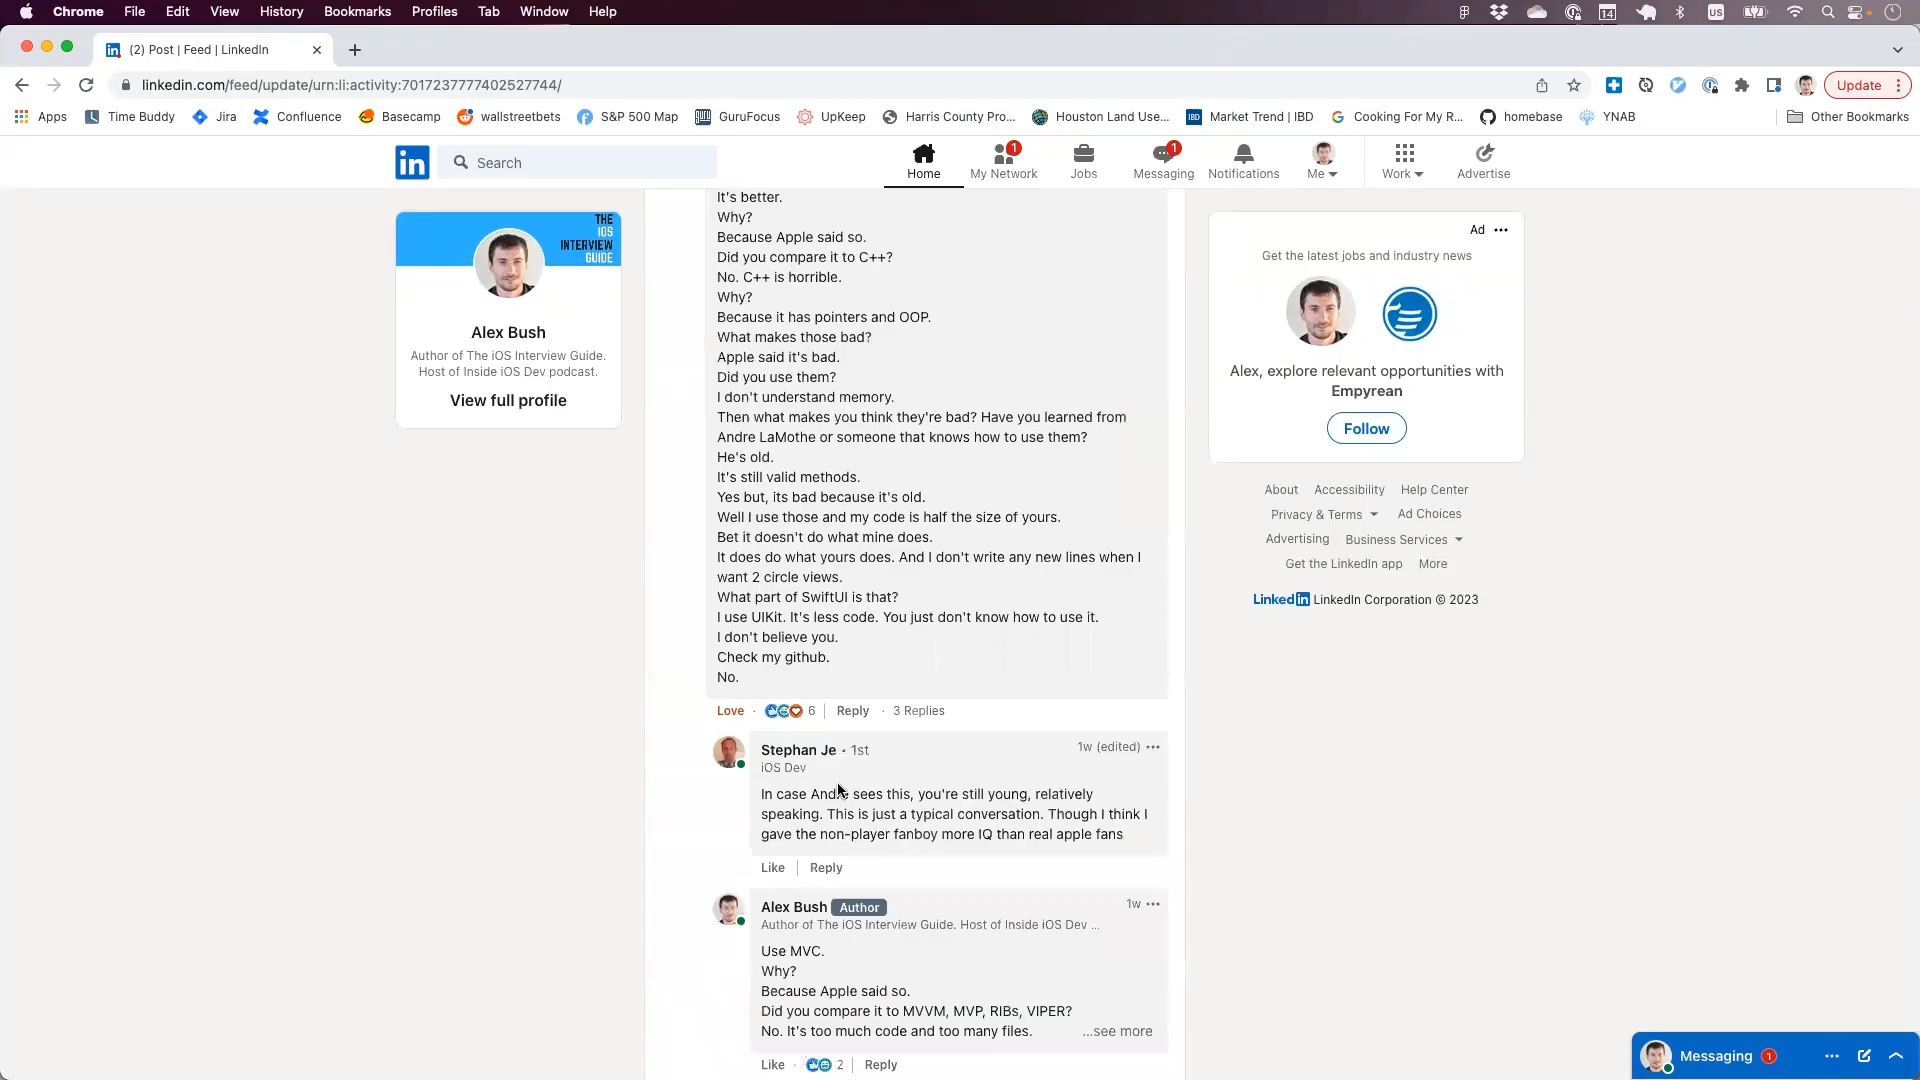 Chrome File Edit View History Bookmarks Profiles Tab Window Help
14 US
(2) Post | Feed | LinkedIn
linkedin.com/feed/update/urn:li:activity:7017237777402527744/
Update
Apps Time Buddy Jira Confluence Basecamp wallstreetbets S&P 500 Map GuruFocus UpKeep Harris County Pro... Houston Land Use... IBD Market Trend | IBD Cooking For My R... homebase YNAB Other Bookmarks
in Search
1 1
Home My Network Jobs Messaging Notifications Me Work Advertise
THE
iOS
INTERVIEW
GUIDE
Alex Bush
Author of The iOS Interview Guide.
Host of Inside iOS Dev podcast.
View full profile
It's better.
Why?
Because Apple said so.
Did you compare it to C++?
No. C++ is horrible.
Why?
Because it has pointers and OOP.
What makes those bad?
Apple said it's bad.
Did you use them?
I don't understand memory.
Then what makes you think they're bad? Have you learned from
Andre LaMothe or someone that knows how to use them?
He's old.
It's still valid methods.
Yes but, its bad because it's old.
Well I use those and my code is half the size of yours.
Bet it doesn't do what mine does.
It does do what yours does. And I don't write any new lines when I
want 2 circle views.
What part of SwiftUI is that?
I use UIKit. It's less code. You just don't know how to use it.
I don't believe you.
Check my github.
No.
Love · 6 Reply · 3 Replies
Stephan Je · 1st 1w (edited)
iOS Dev
In case Andre sees this, you're still young, relatively
speaking. This is just a typical conversation. Though I think I
gave the non-player fanboy more IQ than real apple fans
Like Reply
Alex Bush Author 1w
Author of The iOS Interview Guide. Host of Inside iOS Dev ...
Use MVC.
Why?
Because Apple said so.
Did you compare it to MVVM, MVP, RIBs, VIPER?
No. It's too much code and too many files. ...see more
Like · 2 Reply
Ad
Get the latest jobs and industry news
Alex, explore relevant opportunities with
Empyrean
Follow
About Accessibility Help Center
Privacy & Terms Ad Choices
Advertising Business Services
Get the LinkedIn app More
LinkedIn LinkedIn Corporation © 2023
Messaging 1